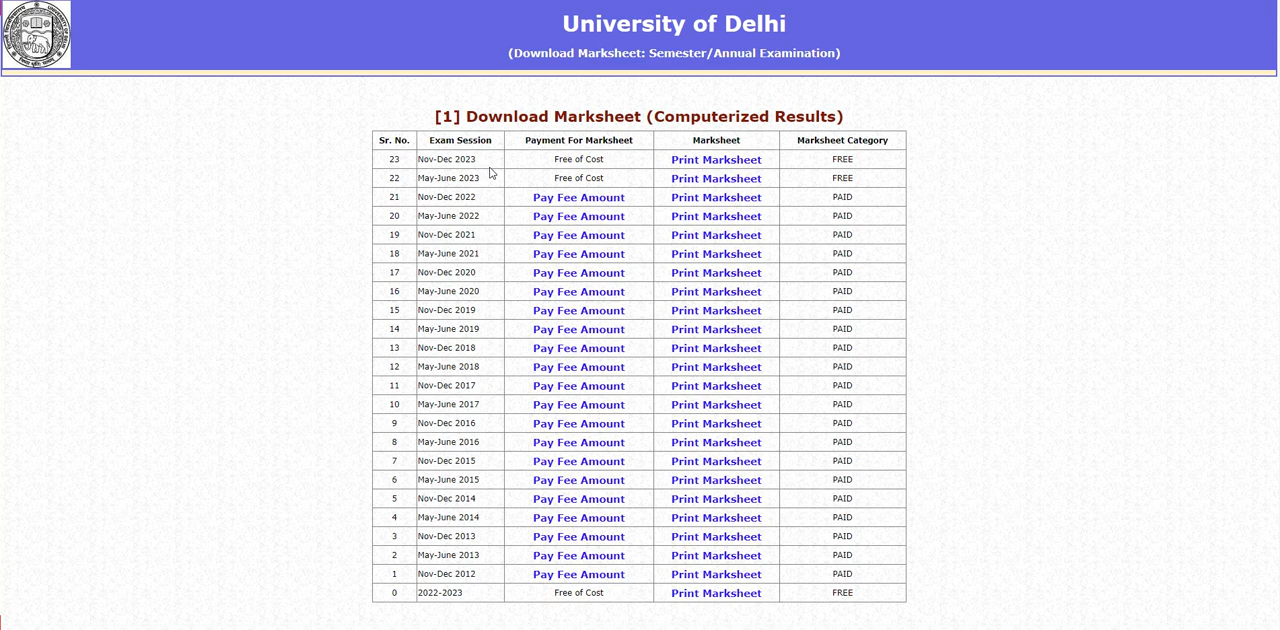 University of Delhi
(Download Marksheet: Semester/Annual Examination)
[1] Download Marksheet (Computerized Results)
Sr. No. Exam Session Payment For Marksheet Marksheet Marksheet Category
23 Nov-Dec 2023 Free of Cost Print Marksheet FREE
22 May-June 2023 Free of Cost Print Marksheet FREE
21 Nov-Dec 2022 Pay Fee Amount Print Marksheet PAID
20 May-June 2022 Pay Fee Amount Print Marksheet PAID
19 Nov-Dec 2021 Pay Fee Amount Print Marksheet PAID
18 May-June 2021 Pay Fee Amount Print Marksheet PAID
17 Nov-Dec 2020 Pay Fee Amount Print Marksheet PAID
16 May-June 2020 Pay Fee Amount Print Marksheet PAID
15 Nov-Dec 2019 Pay Fee Amount Print Marksheet PAID
14 May-June 2019 Pay Fee Amount Print Marksheet PAID
13 Nov-Dec 2018 Pay Fee Amount Print Marksheet PAID
12 May-June 2018 Pay Fee Amount Print Marksheet PAID
11 Nov-Dec 2017 Pay Fee Amount Print Marksheet PAID
10 May-June 2017 Pay Fee Amount Print Marksheet PAID
9 Nov-Dec 2016 Pay Fee Amount Print Marksheet PAID
8 May-June 2016 Pay Fee Amount Print Marksheet PAID
7 Nov-Dec 2015 Pay Fee Amount Print Marksheet PAID
6 May-June 2015 Pay Fee Amount Print Marksheet PAID
5 Nov-Dec 2014 Pay Fee Amount Print Marksheet PAID
4 May-June 2014 Pay Fee Amount Print Marksheet PAID
3 Nov-Dec 2013 Pay Fee Amount Print Marksheet PAID
2 May-June 2013 Pay Fee Amount Print Marksheet PAID
1 Nov-Dec 2012 Pay Fee Amount Print Marksheet PAID
0 2022-2023 Free of Cost Print Marksheet FREE